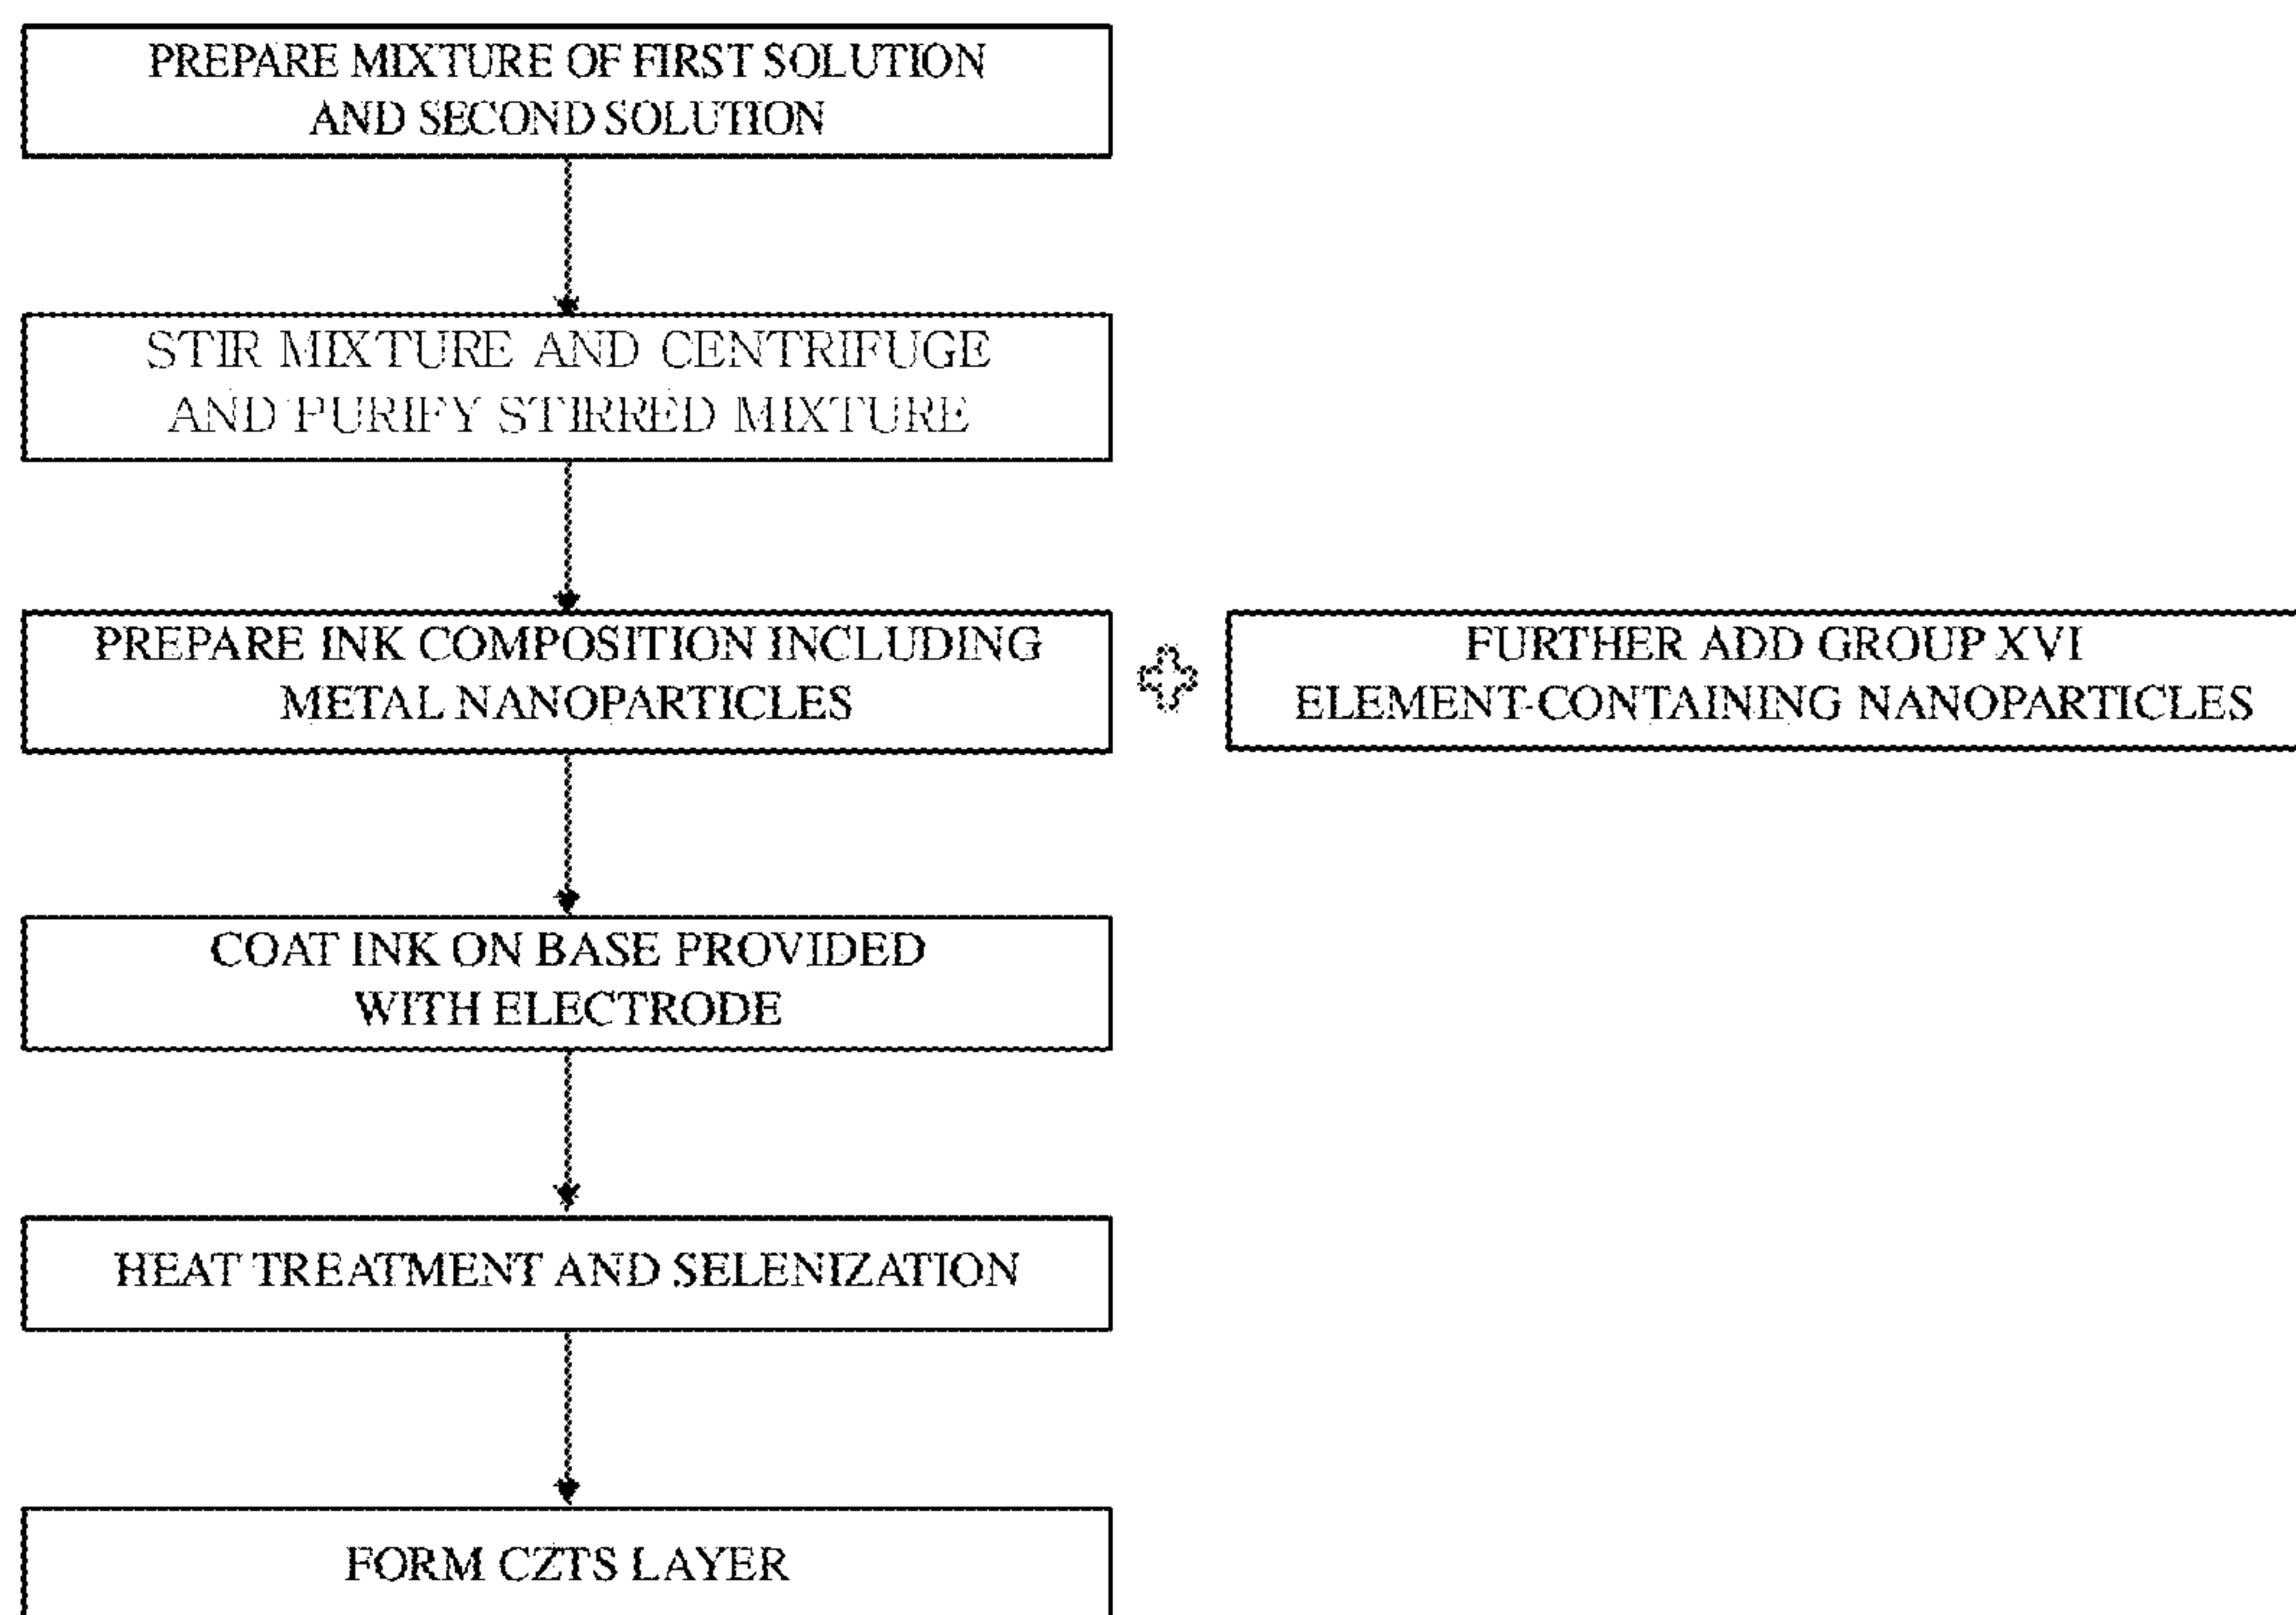 PREPARE MIXTURE OF FIRST SOLUTION
AND SECOND SOLUTION
STIR MIXTURE AND CENTRIFUGE
AND PURIFY STIRRED MIXTURE
PREPARE INK COMPOSITION INCLUDING
METAL NANOPARTICLES
FURTHER ADD GROUP XVI
ELEMENT-CONTAINING NANOPARTICLES
COAT INK ON BASE PROVIDED
WITH ELECTRODE
HEAT TREATMENT AND SELENIZATION
FORM CZTS LAYER